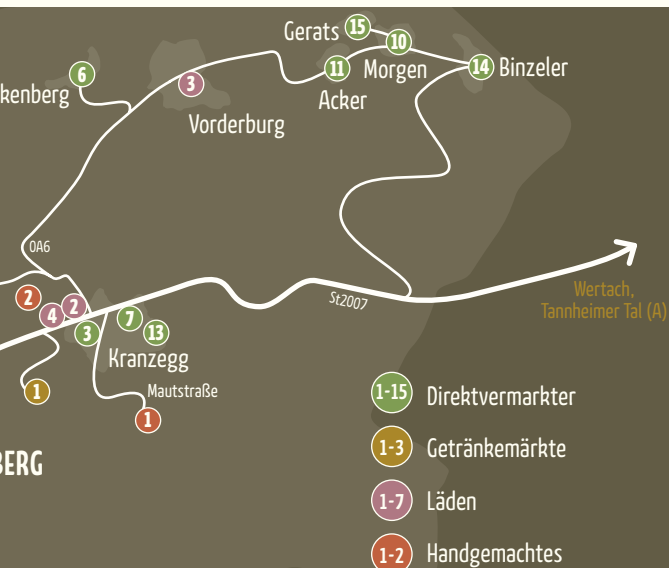 Gerats 15
10
6
kenberg
3
11
Morgen
14 Binzeler
Acker
Vorderburg
OA6
2
4
2
3
7
13
Kranzegg
St2007
Wertach,
Tannheimer Tal (A)
1
Mautstraße
1
BERG
1-15 Direktvermarkter
1-3 Getränkemärkte
1-7 Läden
1-2 Handgemachtes